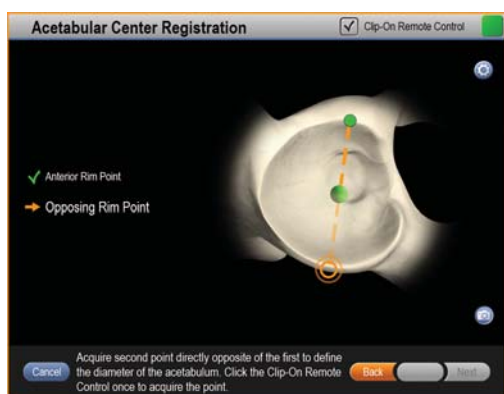 Acetabular Center Registration
Clip-On Remote Control
Anterior Rim Point
Opposing Rim Point
Acquire second point directly opposite of the first to define
the diameter of the acetabulum. Click the Clip-On Remote
Control once to acquire the point.
Cancel
Back
Next